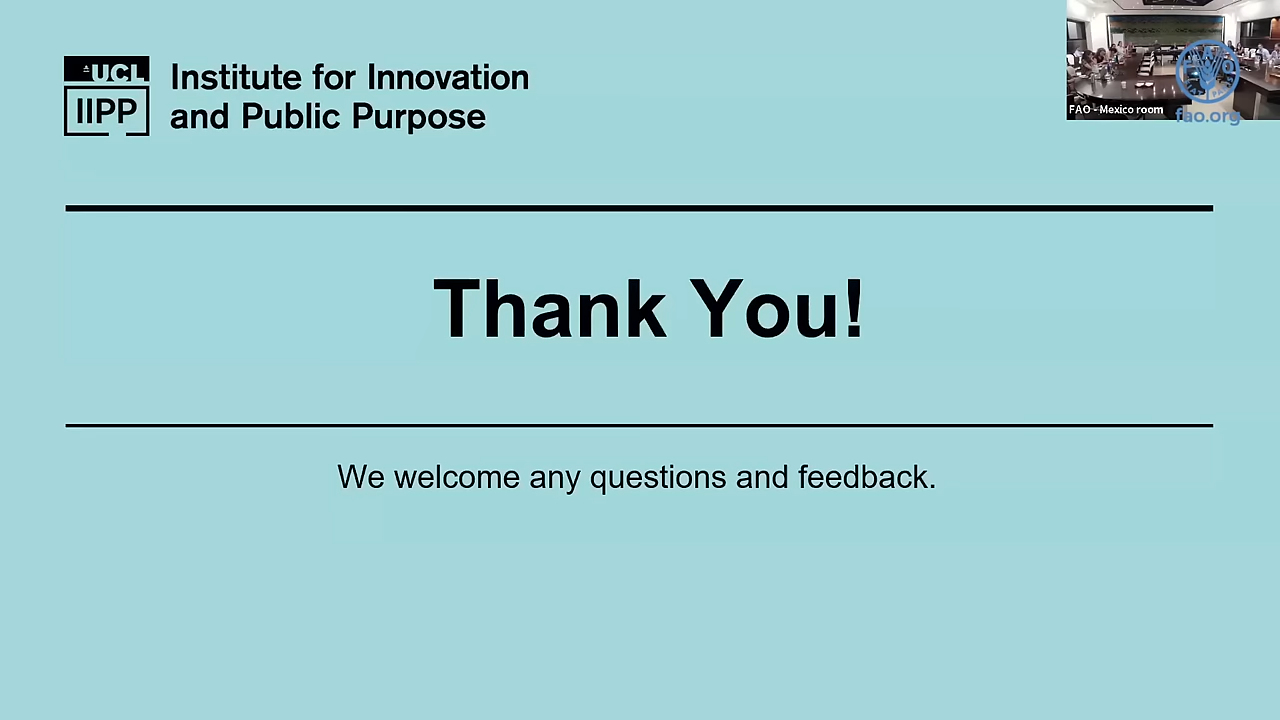 UCL
IIPP
Institute for Innovation
and Public Purpose
FAO - Mexico room
fao.org
Thank You!
We welcome any questions and feedback.